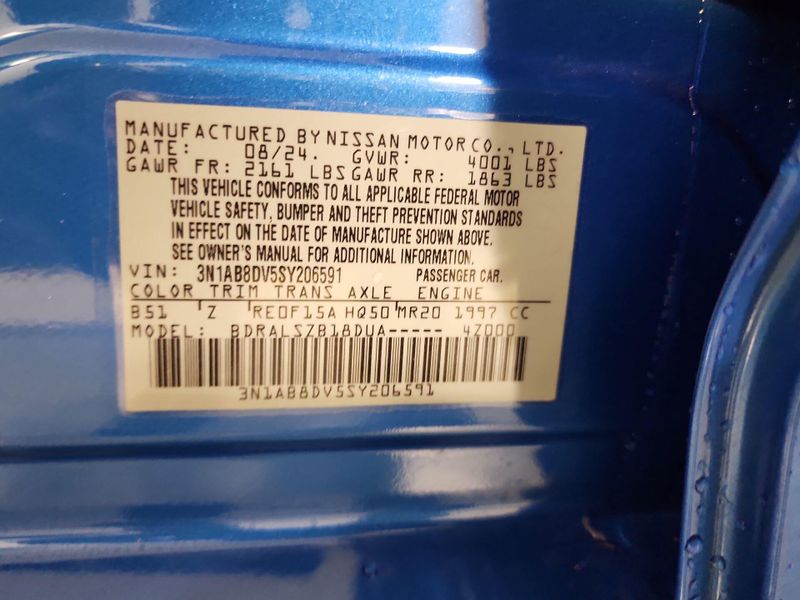 MANUFACTURED BY NISSAN MOTOR CO., LTD.
DATE: 08/24. GVWR: 4001 LBS
GAWR FR: 2161 LBS GAWR RR: 1863 LBS
THIS VEHICLE CONFORMS TO ALL APPLICABLE FEDERAL MOTOR
VEHICLE SAFETY, BUMPER AND THEFT PREVENTION STANDARDS
IN EFFECT ON THE DATE OF MANUFACTURE SHOWN ABOVE.
SEE OWNER'S MANUAL FOR ADDITIONAL INFORMATION.
VIN: 3N1AB8DV5SY206591 PASSENGER CAR.
COLOR TRIM TRANS AXLE ENGINE
B51 Z RE0F15A HQ50 MR20 1997 CC
MODEL: BDRALSZB18DUA----- 4Z000
3N1AB8DV5SY206591